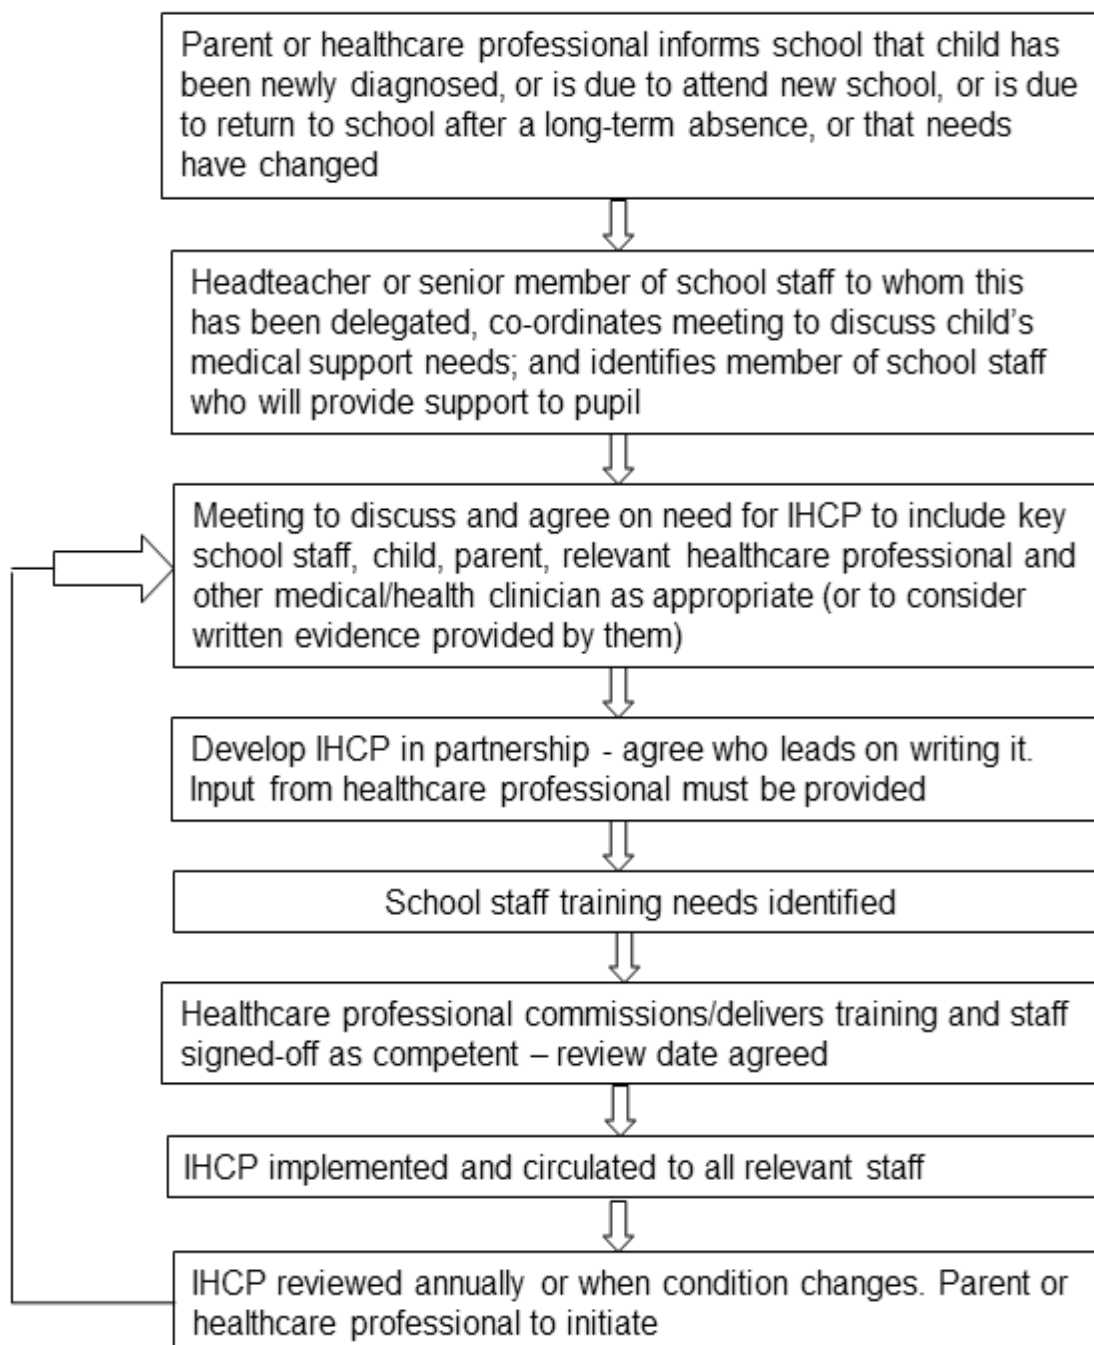 Parent or healthcare professional informs school that child has
been newly diagnosed, or is due to attend new school, or is due
to return to school after a long-term absence, or that needs
have changed
Headteacher or senior member of school staff to whom this
has been delegated, co-ordinates meeting to discuss child's
medical support needs; and identifies member of school staff
who will provide support to pupil
Meeting to discuss and agree on need for IHCP to include key
school staff, child, parent, relevant healthcare professional and
other medical/health clinician as appropriate (or to consider
written evidence provided by them)
Develop IHCP in partnership - agree who leads on writing it.
Input from healthcare professional must be provided
School staff training needs identified
Healthcare professional commissions/delivers training and staff
signed-off as competent – review date agreed
IHCP implemented and circulated to all relevant staff
IHCP reviewed annually or when condition changes. Parent or
healthcare professional to initiate